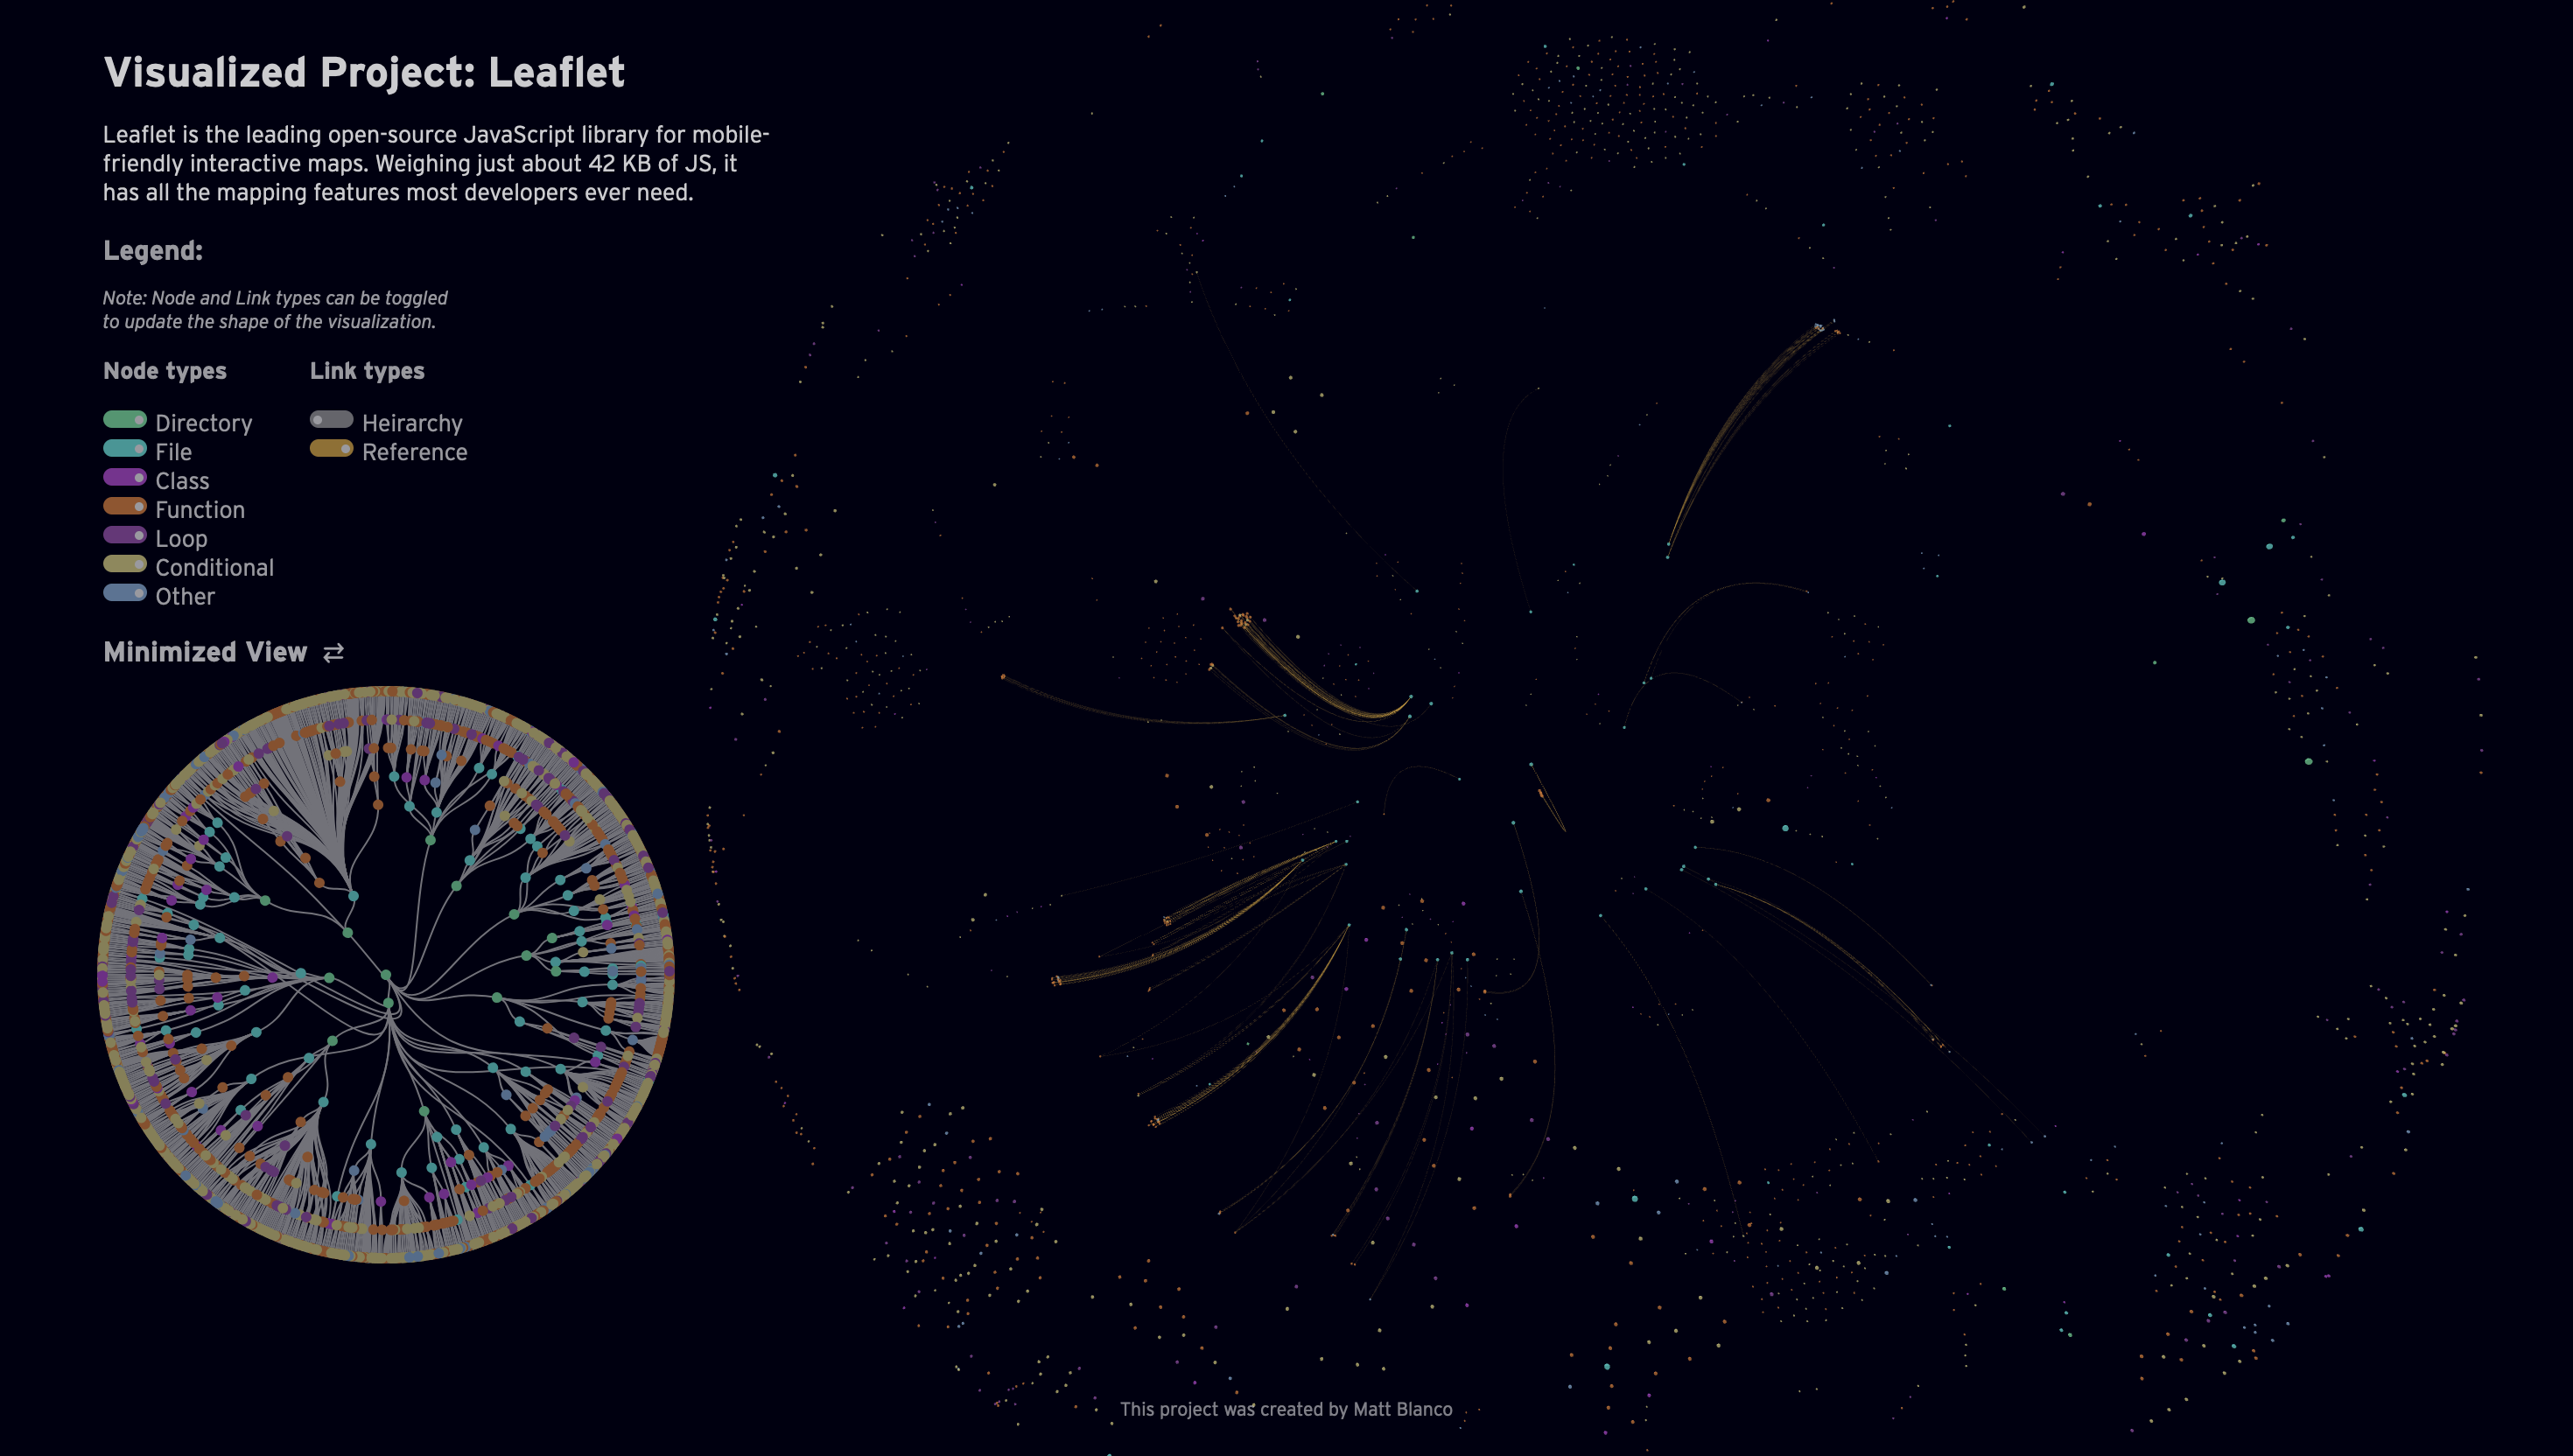 Visualized Project: Leaflet
Leaflet is the leading open-source JavaScript library for mobile-
friendly interactive maps. Weighing just about 42 KB of JS, it
has all the mapping features most developers ever need.
Legend:
Note: Node and Link types can be toggled
to update the shape of the visualization.
Node types
Directory
File
Class
Function
Loop
Conditional
Other
Link types
Heirarchy
Reference
Minimized View ⇄
This project was created by Matt Blanco